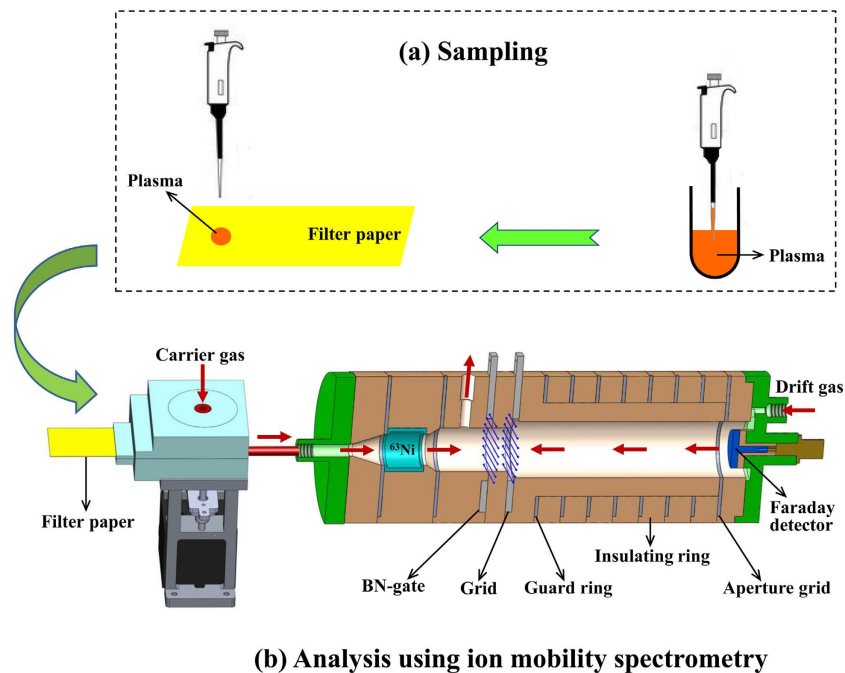 (a) Sampling
Plasma
Filter paper
Plasma
Carrier gas
Drift gas
⁶³Ni
Filter paper
Faraday
detector
Insulating ring
BN-gate
Grid
Guard ring
Aperture grid
(b) Analysis using ion mobility spectrometry